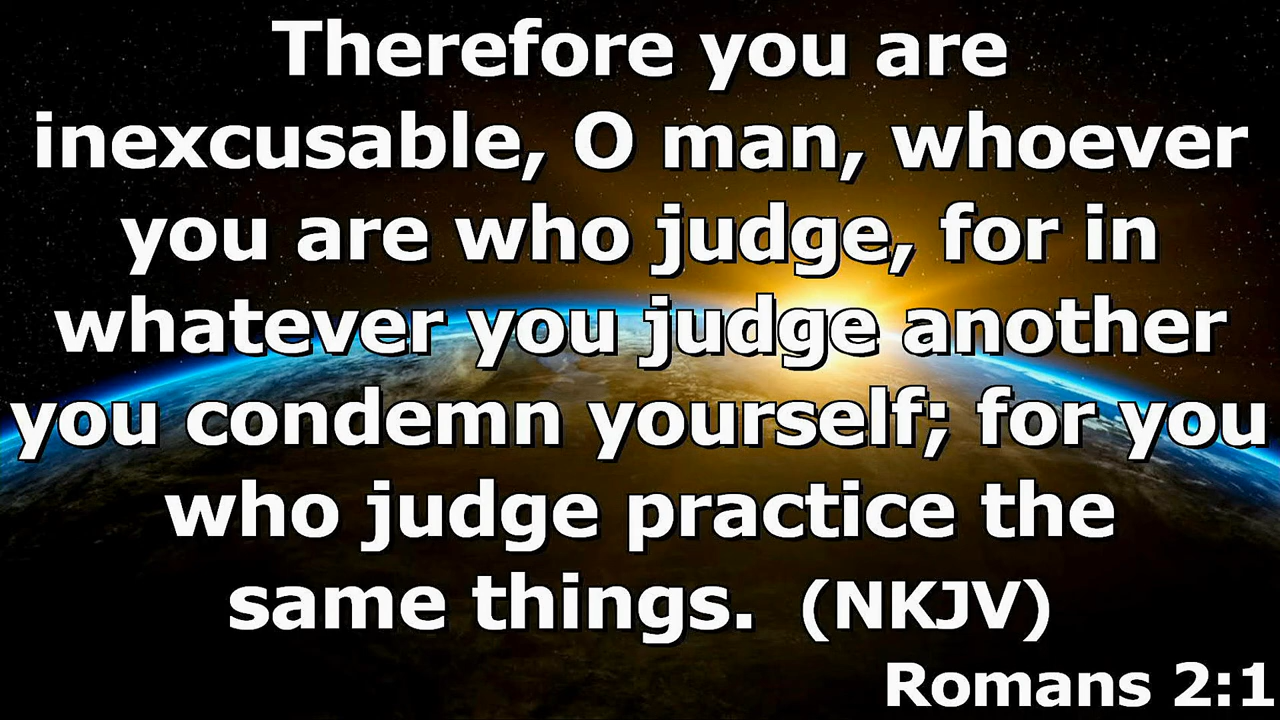 Therefore you are
inexcusable, O man, whoever
you are who judge, for in
whatever you judge another
you condemn yourself; for you
who judge practice the
same things.  (NKJV)
Romans 2:1